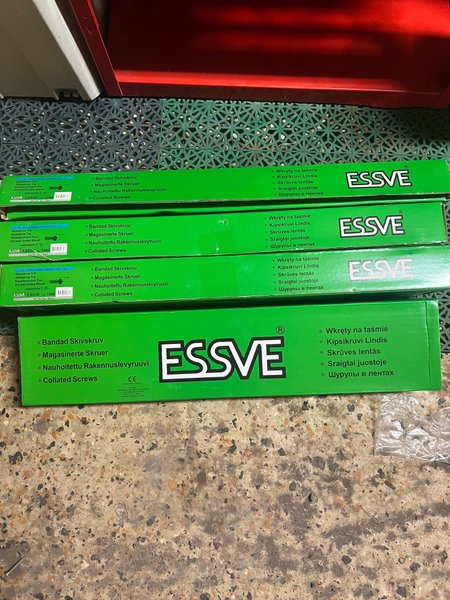 Bandad Skivskruv
Magasinerte Skruer
Nauhoitettu Rakennuslevyruuvi
Collated Screws
ESSVE
Wkręty na taśmie
Kipsikruvi Lindis
Skrūves lentās
Sraigtai juostoje
Шурупы в лентах
Bandad Skivskruv
Magasinerte Skruer
Nauhoitettu Rakennuslevyruuvi
Collated Screws
ESSVE
Wkręty na taśmie
Kipsikruvi Lindis
Skrūves lentās
Sraigtai juostoje
Шурупы в лентах
Bandad Skivskruv
Magasinerte Skruer
Nauhoitettu Rakennuslevyruuvi
Collated Screws
ESSVE
Wkręty na taśmie
Kipsikruvi Lindis
Skrūves lentās
Sraigtai juostoje
Шурупы в лентах
Bandad Skivskruv
Magasinerte Skruer
Nauhoitettu Rakennuslevyruuvi
Collated Screws
CE
ESSVE®
Wkręty na taśmie
Kipsikruvi Lindis
Skrūves lentās
Sraigtai juostoje
Шурупы в лентах